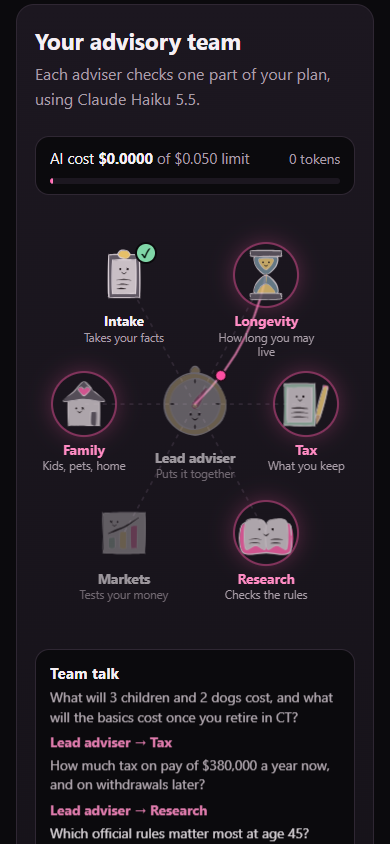 Your advisory team
Each adviser checks one part of your plan,
using Claude Haiku 5.5.
AI cost $0.0000 of $0.050 limit 0 tokens
Intake
Takes your facts
Longevity
How long you may
live
Family
Kids, pets, home
Lead adviser
Puts it together
Tax
What you keep
Markets
Tests your money
Research
Checks the rules
Team talk
What will 3 children and 2 dogs cost, and what
will the basics cost once you retire in CT?
Lead adviser → Tax
How much tax on pay of $380,000 a year now,
and on withdrawals later?
Lead adviser → Research
Which official rules matter most at age 45?